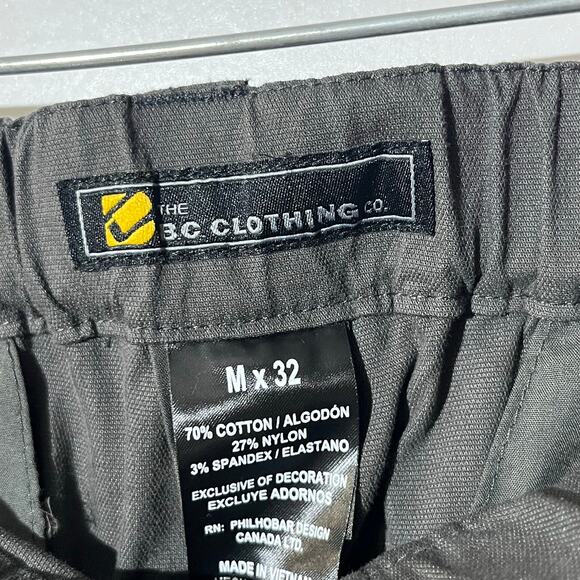 THE
BC CLOTHING CO.
M x 32
70% COTTON / ALGODÓN
27% NYLON
3% SPANDEX / ELASTANO
EXCLUSIVE OF DECORATION
EXCLUYE ADORNOS
RN: PHILHOBAR DESIGN
CANADA LTD.
MADE IN VIETNAM